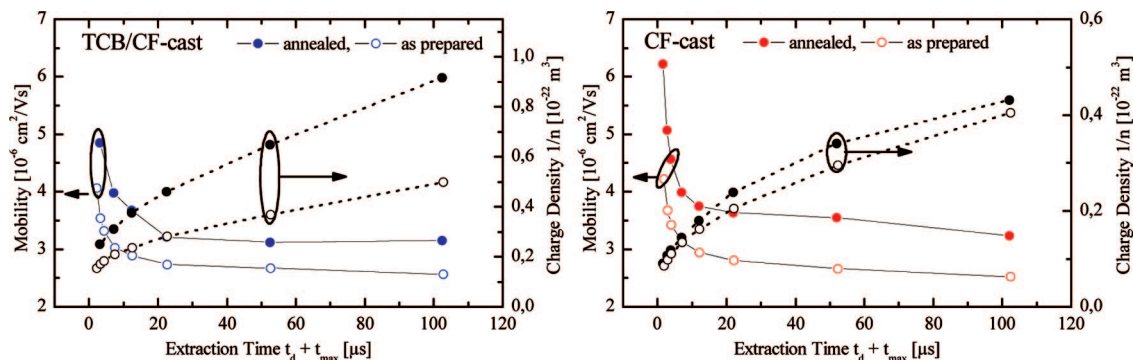 TCB/CF-cast
annealed, as prepared
7
6
5
4
3
2
Mobility [10⁻⁶ cm²/Vs]
1,0
0,8
0,6
0,4
0,2
0,0
Charge Density 1/n [10⁻²² m³]
0 20 40 60 80 100 120
Extraction Time t_d + t_max [µs]
CF-cast
annealed, as prepared
7
6
5
4
3
2
Mobility [10⁻⁶ cm²/Vs]
0,6
0,4
0,2
0,0
Charge Density 1/n [10⁻²² m³]
0 20 40 60 80 100 120
Extraction Time t_d + t_max [µs]